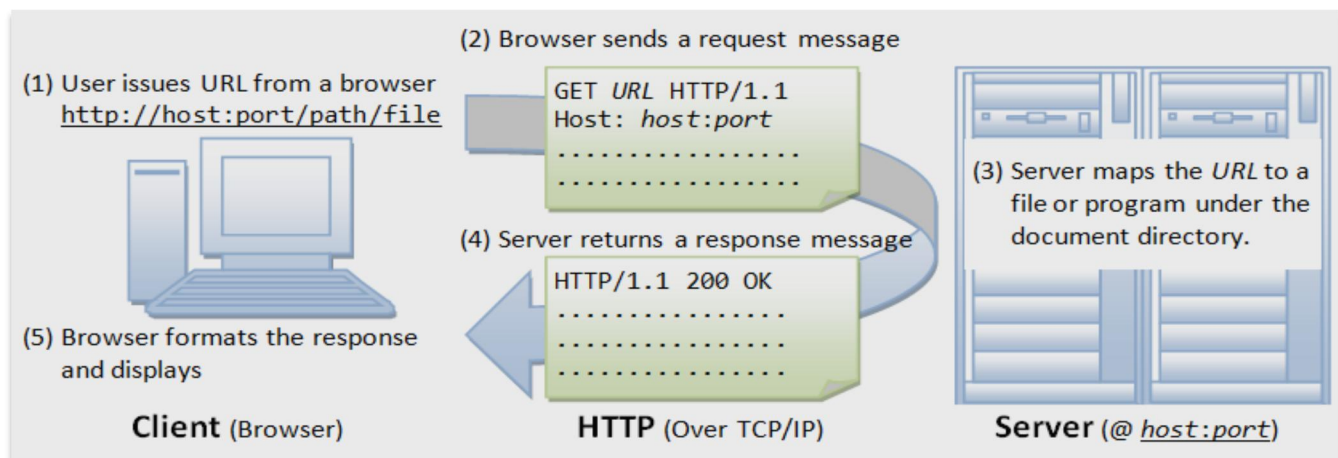 (1) User issues URL from a browser
http://host:port/path/file
(2) Browser sends a request message
GET URL HTTP/1.1
Host: host:port
..................
..................
(3) Server maps the URL to a
file or program under the
document directory.
(4) Server returns a response message
HTTP/1.1 200 OK
.................
.................
.................
(5) Browser formats the response
and displays
Client (Browser)
HTTP (Over TCP/IP)
Server (@ host:port)